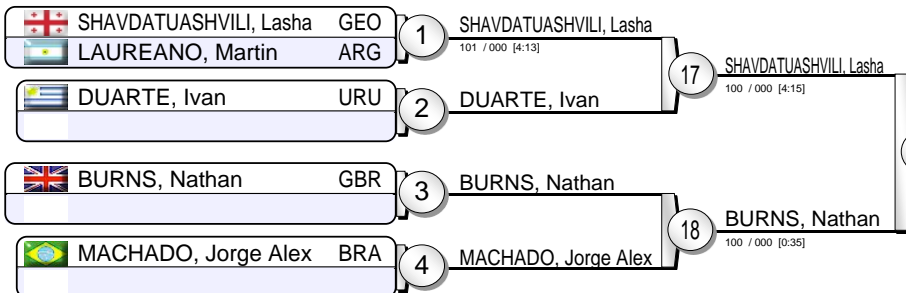 SHAVDATUASHVILI, Lasha GEO
LAUREANO, Martin ARG
1
SHAVDATUASHVILI, Lasha
101 / 000 [4:13]
DUARTE, Ivan URU
2
DUARTE, Ivan
17
SHAVDATUASHVILI, Lasha
100 / 000 [4:15]
BURNS, Nathan GBR
3
BURNS, Nathan
MACHADO, Jorge Alex BRA
4
MACHADO, Jorge Alex
18
BURNS, Nathan
100 / 000 [0:35]